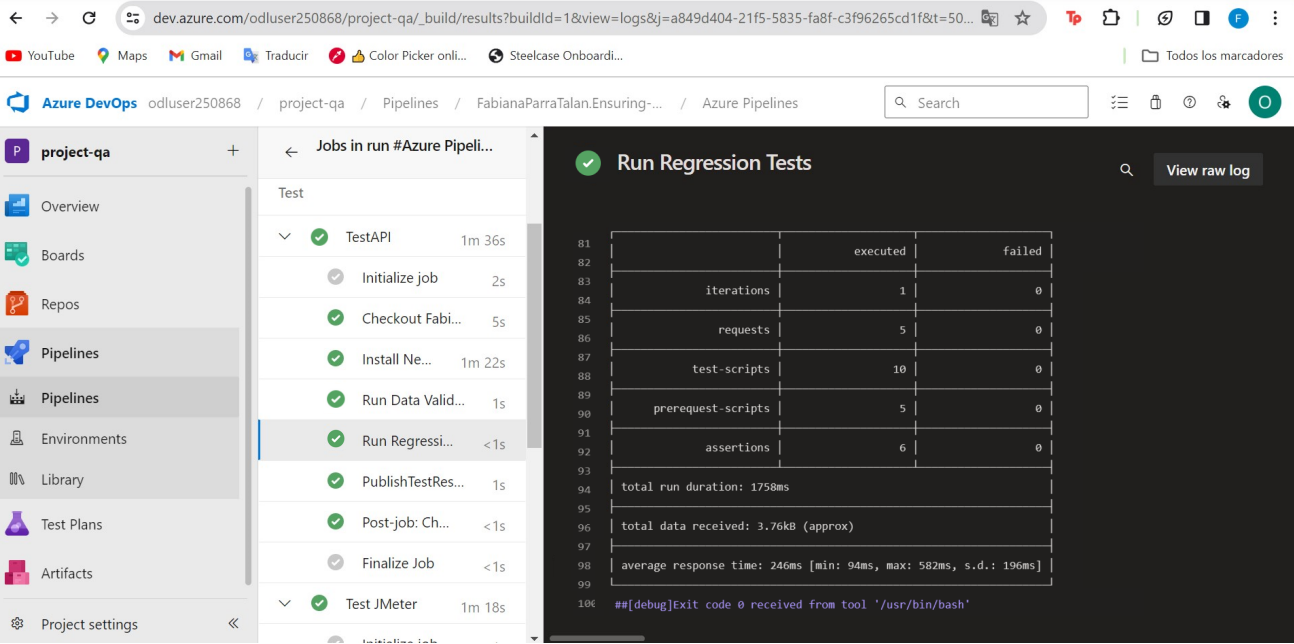 dev.azure.com/odluser250868/project-qa/_build/results?buildId=1&view=logs&j=a849d404-21f5-5835-fa8f-c3f96265cd1f&t=50...
Tp
F
YouTube
Maps
Gmail
Traducir
Color Picker onli...
Steelcase Onboardi...
Todos los marcadores
Azure DevOps odluser250868 / project-qa / Pipelines / FabianaParraTalan.Ensuring-... / Azure Pipelines
Search
O
P project-qa +
Overview
Boards
Repos
Pipelines
Pipelines
Environments
Library
Test Plans
Artifacts
Project settings
Jobs in run #Azure Pipeli...
Test
TestAPI 1m 36s
Initialize job 2s
Checkout Fabi... 5s
Install Ne... 1m 22s
Run Data Valid... 1s
Run Regressi... <1s
PublishTestRes... 1s
Post-job: Ch... <1s
Finalize Job <1s
Test JMeter 1m 18s
Initialize job
Run Regression Tests
View raw log
81
executed failed
82
83
iterations 1 0
84
85
requests 5 0
86
87
test-scripts 10 0
88
89
prerequest-scripts 5 0
90
91
assertions 6 0
92
93
94 total run duration: 1758ms
95
96 total data received: 3.76kB (approx)
97
98 average response time: 246ms [min: 94ms, max: 582ms, s.d.: 196ms]
99
##[debug]Exit code 0 received from tool '/usr/bin/bash'